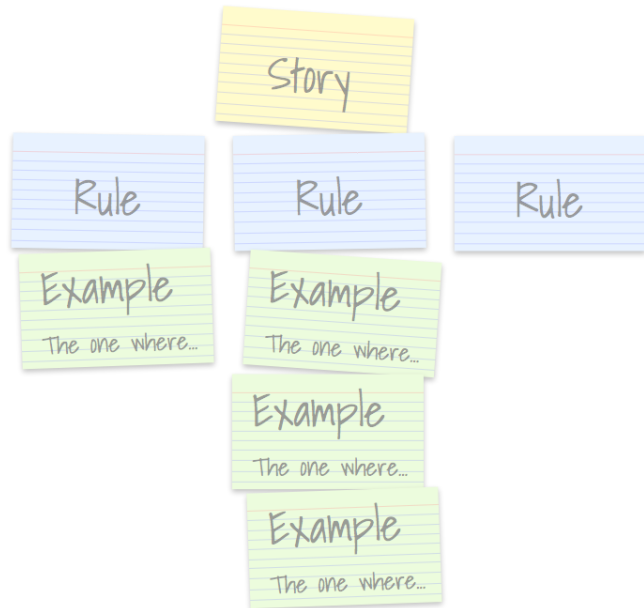 Story
Rule
Rule
Rule
Example
The one where...
Example
The one where...
Example
The one where...
Example
The one where...